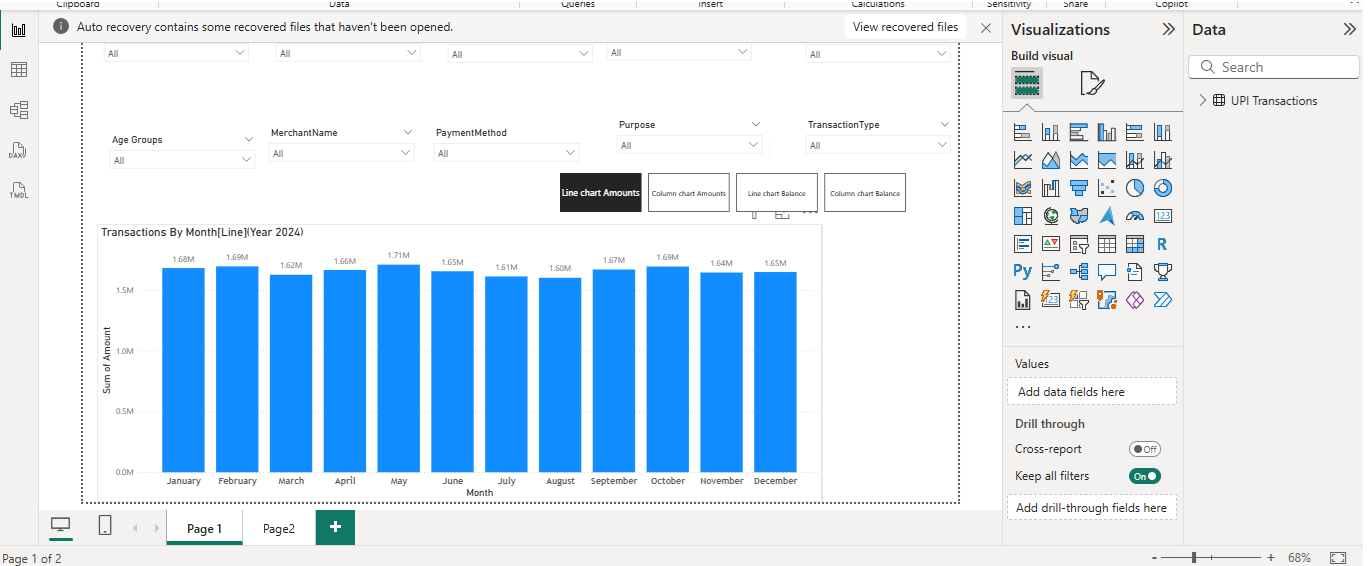 Clipboard Data Queries Insert Calculations Sensitivity Share Copilot
Auto recovery contains some recovered files that haven't been opened. View recovered files
Visualizations
Data
Build visual
Search
UPI Transactions
All All All All All
Age Groups MerchantName PaymentMethod Purpose TransactionType
All All All All All
Line chart Amounts Column chart Amounts Line chart Balance Column chart Balance
Transactions By Month[Line](Year 2024)
1.68M 1.69M 1.62M 1.66M 1.71M 1.65M 1.61M 1.60M 1.67M 1.69M 1.64M 1.65M
1.5M
1.0M
0.5M
0.0M
Sum of Amount
January February March April May June July August September October November December
Month
123
R
Py
123
...
Values
Add data fields here
Drill through
Cross-report Off
Keep all filters On
Add drill-through fields here
DAX
TMDL
Page 1 Page2 +
Page 1 of 2
- + 68%